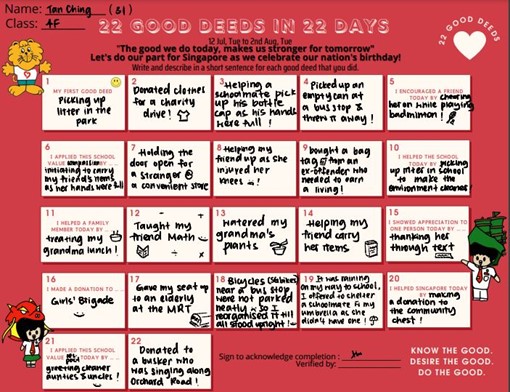 Name: Tan Ching (31)
Class: 4F
22 GOOD DEEDS IN 22 DAYS
12 Jul, Tue to 2nd Aug, Tue
"The good we do today, makes us stronger for tomorrow"
Let's do our part for Singapore as we celebrate our nation's birthday!
Write and describe in a short sentence for each good deed that you did.
22 GOOD DEEDS
1
MY FIRST GOOD DEED
Picking up
litter in the
park
2
Donated clothes
for a charity
drive!
3
Helping a
schoolmate pick
up his bottle
cap as his hands
were full!
4
Picked up an
empty can at
a bus stop &
threw it away!
5
I ENCOURAGED A FRIEND
TODAY BY cheering
her on while playing
badminton!
6
I APPLIED THIS SCHOOL
VALUE compassion
initiating to carry
my friend's items
as her hands were full
7
Holding the
door open for
a stranger @
a convenient store
8
Helping my
friend up as she
injured her
knees
9
bought a bag
tag from an
ex-offender who
needed to earn
a living!
10
I APPLIED THIS SCHOOL
picking
up litter in school
to make the
environment cleaner!
11
I HELPED A FAMILY
MEMBER TODAY BY ...
treating my
grandma lunch!
12
Taught my
friend Math
13
Watered my
grandma's
plants
14
Helping my
friend carry
her items
15
I SHOWED APPRECIATION TO
ONE PERSON TODAY BY ...
thanking her
through text
16
I MADE A DONATION TO ...
Girls' Brigade
17
Gave my seat up
to an elderly
at the MRT
18
Bicycles (SG bikes)
near a bus stop
were not parked
neatly so I
reorganised it till
all stood upright!
19
It was raining
on my way to school,
I offered to shelter
a schoolmate w my
umbrella as she
didn't have one!
20
I HELPED SINGAPORE TODAY
BY making
a donation to
the community
chest!
21
I APPLIED THIS SCHOOL
TODAY BY ...
greeting cleaner
aunties & uncles!
22
Donated to
a busker who
was singing along
Orchard Road!
Sign to acknowledge completion :
Verified by:
KNOW THE GOOD.
DESIRE THE GOOD.
DO THE GOOD.